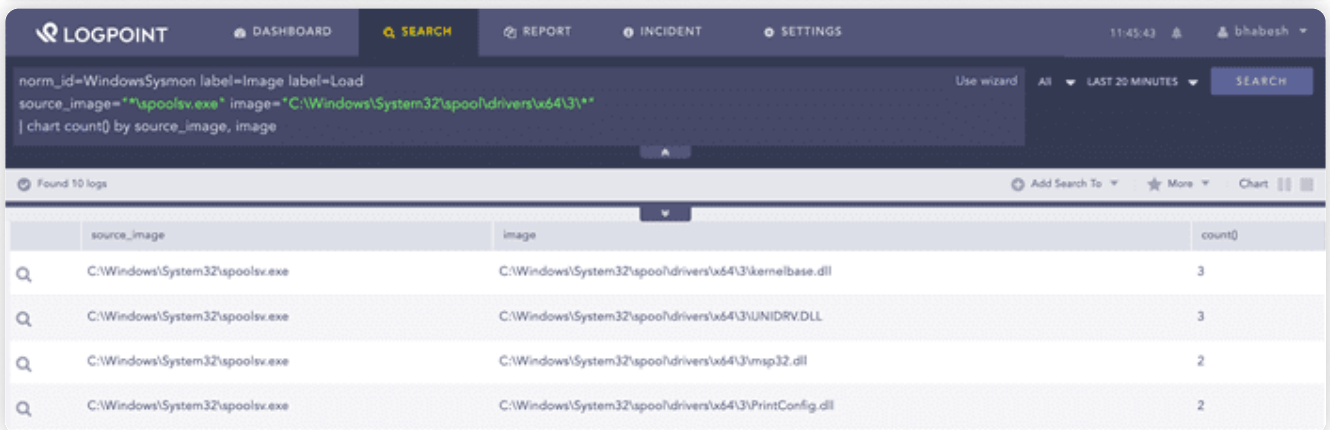 LOGPOINT DASHBOARD SEARCH REPORT INCIDENT SETTINGS 11:45:43 bhabesh
norm_id=WindowsSysmon label=Image label=Load Use wizard All LAST 20 MINUTES SEARCH
source_image="*\spoolsv.exe" image="C:\Windows\System32\spool\drivers\x64\3\*"
| chart count() by source_image, image
Found 10 logs Add Search To More Chart
source_image image count()
C:\Windows\System32\spoolsv.exe C:\Windows\System32\spool\drivers\x64\3\kernelbase.dll 3
C:\Windows\System32\spoolsv.exe C:\Windows\System32\spool\drivers\x64\3\UNIDRV.DLL 3
C:\Windows\System32\spoolsv.exe C:\Windows\System32\spool\drivers\x64\3\msp32.dll 2
C:\Windows\System32\spoolsv.exe C:\Windows\System32\spool\drivers\x64\3\PrintConfig.dll 2